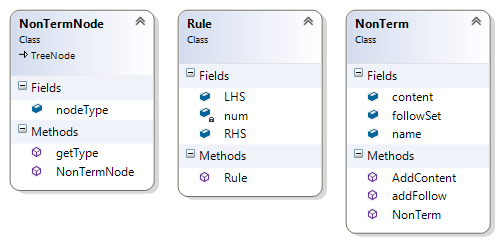 NonTermNode
Class
TreeNode
Fields
nodeType
Methods
getType
NonTermNode
Rule
Class
Fields
LHS
num
RHS
Methods
Rule
NonTerm
Class
Fields
content
followSet
name
Methods
AddContent
addFollow
NonTerm